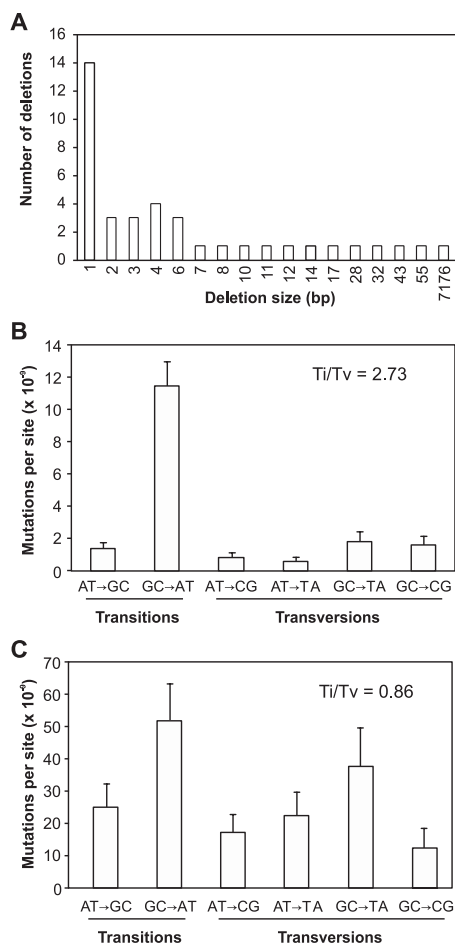 A
Number of deletions
16
14
12
10
8
6
4
2
0
1 2 3 4 6 7 8 10 11 12 14 17 28 32 43 55 7176
Deletion size (bp)
B
Mutations per site (x 10⁻⁹)
14
12
10
8
6
4
2
0
Ti/Tv = 2.73
AT→GC GC→AT AT→CG AT→TA GC→TA GC→CG
Transitions Transversions
C
Mutations per site (x 10⁻⁹)
70
60
50
40
30
20
10
0
Ti/Tv = 0.86
AT→GC GC→AT AT→CG AT→TA GC→TA GC→CG
Transitions Transversions